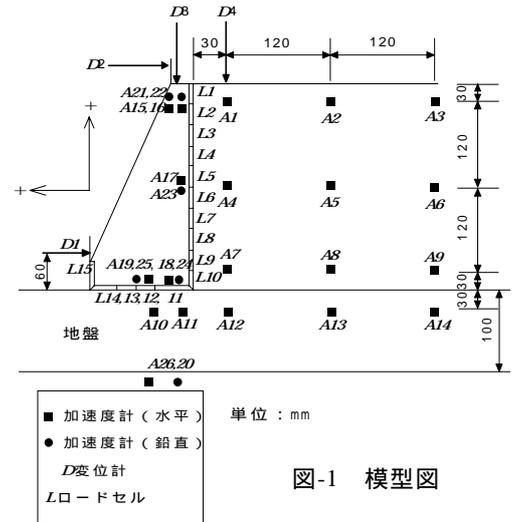 D3 D4
30 120 120
D2
A21,22 L1
A15,16 L2 A1 A2 A3 30
L3
L4
120
A17 L5
A23 L6 A4 A5 A6
L7
L8 120
D1 A19,25, 18,24 L9 A7 A8 A9
60 L15 L10 30
L14,13,12, 11 30
地盤 A10 A11 A12 A13 A14 100
A26,20
■ 加速度計(水平) 単位:mm
● 加速度計(鉛直)
D変位計
Lロードセル
図-1 模型図